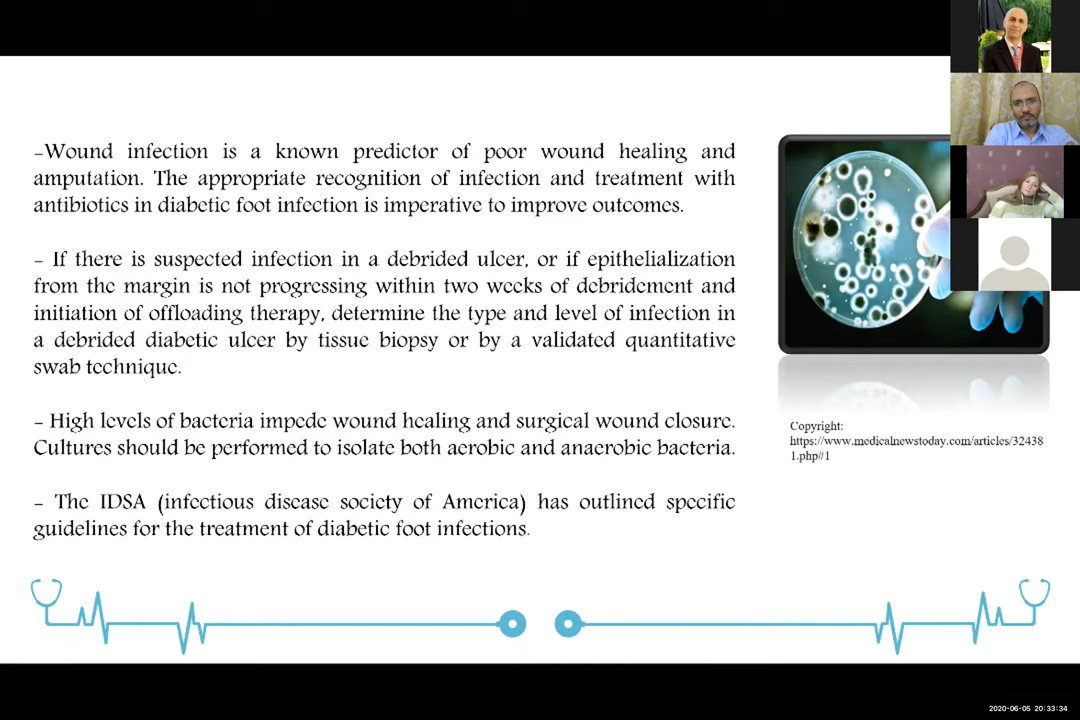 -Wound infection is a known predictor of poor wound healing and
amputation. The appropriate recognition of infection and treatment with
antibiotics in diabetic foot infection is imperative to improve outcomes.
- If there is suspected infection in a debrided ulcer, or if epithelialization
from the margin is not progressing within two weeks of debridement and
initiation of offloading therapy, determine the type and level of infection in
a debrided diabetic ulcer by tissue biopsy or by a validated quantitative
swab technique.
- High levels of bacteria impede wound healing and surgical wound closure.
Cultures should be performed to isolate both aerobic and anaerobic bacteria.
- The IDSA (infectious disease society of America) has outlined specific
guidelines for the treatment of diabetic foot infections.
Copyright:
https://www.medicalnewstoday.com/articles/32438
1.php#1
2020-06-05 20:33:34